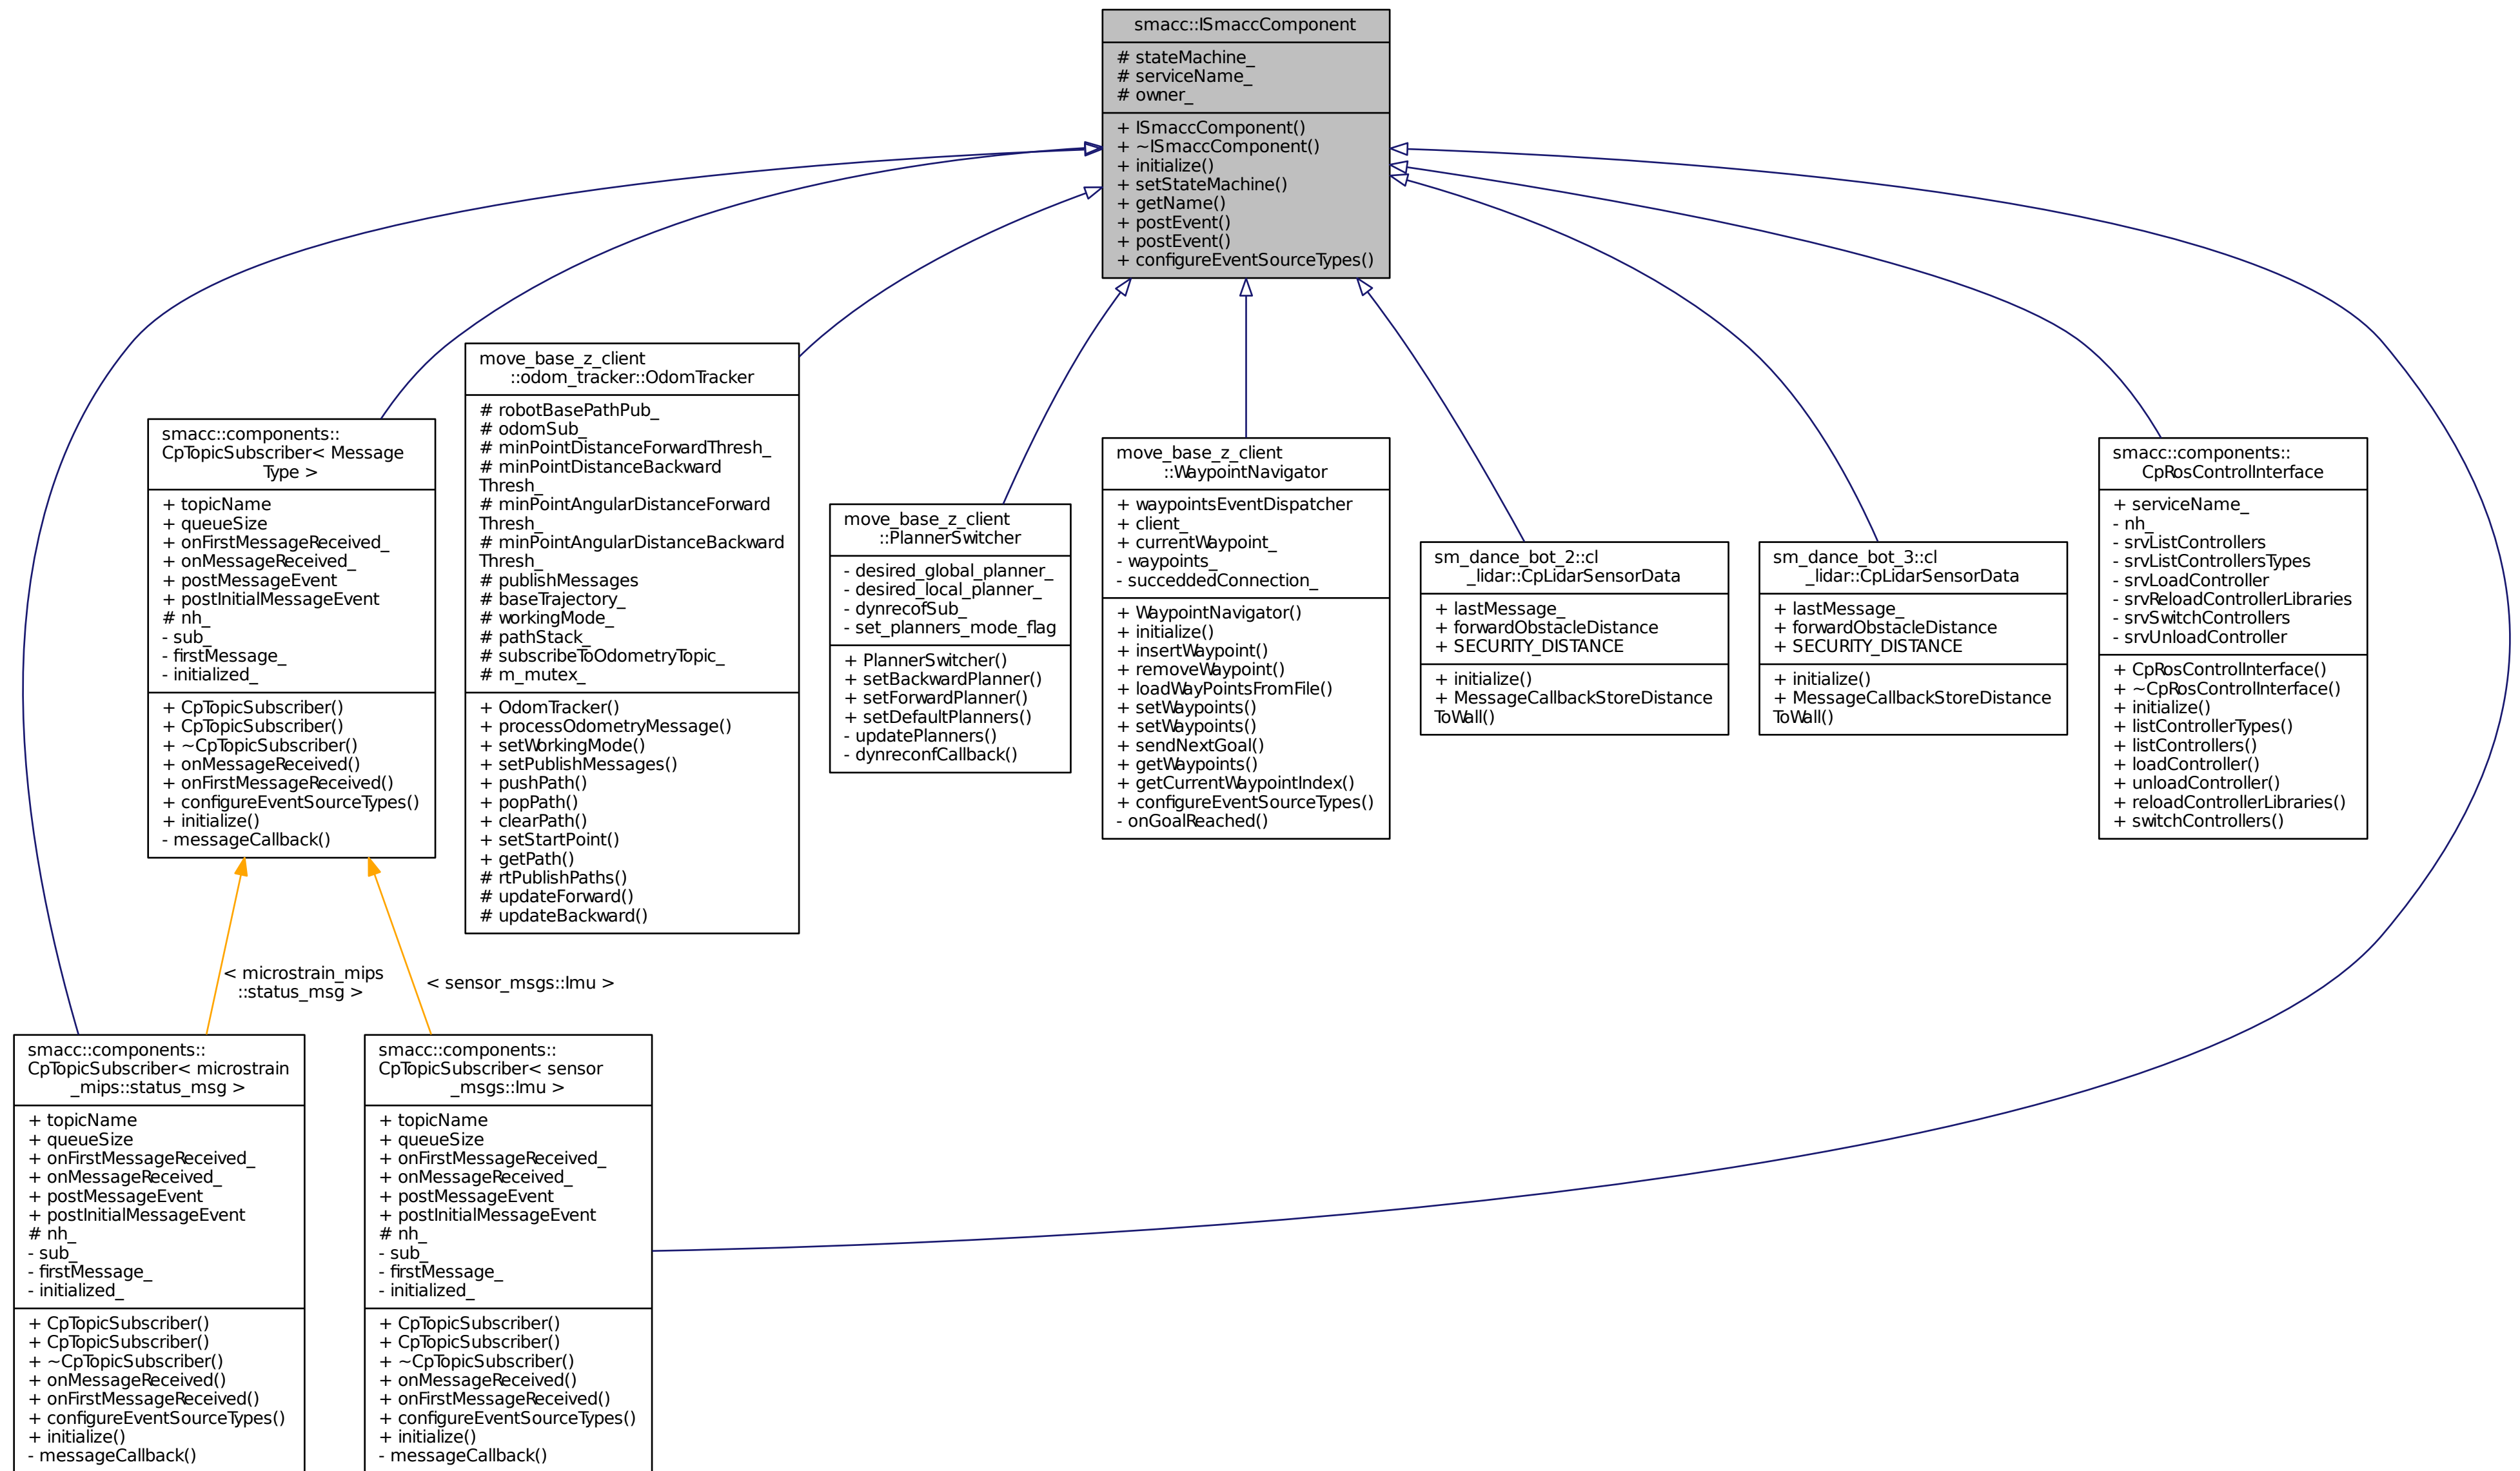 smacc::ISmaccComponent
# stateMachine_
# serviceName_
# owner_
+ ISmaccComponent()
+ ~ISmaccComponent()
+ initialize()
+ setStateMachine()
+ getName()
+ postEvent()
+ postEvent()
+ configureEventSourceTypes()
smacc::components::
CpTopicSubscriber< Message
Type >
+ topicName
+ queueSize
+ onFirstMessageReceived_
+ onMessageReceived_
+ postMessageEvent
+ postInitialMessageEvent
# nh_
- sub_
- firstMessage_
- initialized_
+ CpTopicSubscriber()
+ CpTopicSubscriber()
+ ~CpTopicSubscriber()
+ onMessageReceived()
+ onFirstMessageReceived()
+ configureEventSourceTypes()
+ initialize()
- messageCallback()
move_base_z_client
::odom_tracker::OdomTracker
# robotBasePathPub_
# odomSub_
# minPointDistanceForwardThresh_
# minPointDistanceBackward
Thresh_
# minPointAngularDistanceForward
Thresh_
# minPointAngularDistanceBackward
Thresh_
# publishMessages
# baseTrajectory_
# workingMode_
# pathStack_
# subscribeToOdometryTopic_
# m_mutex_
+ OdomTracker()
+ processOdometryMessage()
+ setWorkingMode()
+ setPublishMessages()
+ pushPath()
+ popPath()
+ clearPath()
+ setStartPoint()
+ getPath()
# rtPublishPaths()
# updateForward()
# updateBackward()
move_base_z_client
::PlannerSwitcher
- desired_global_planner_
- desired_local_planner_
- dynrecofSub_
- set_planners_mode_flag
+ PlannerSwitcher()
+ setBackwardPlanner()
+ setForwardPlanner()
+ setDefaultPlanners()
- updatePlanners()
- dynreconfCallback()
move_base_z_client
::WaypointNavigator
+ waypointsEventDispatcher
+ client_
+ currentWaypoint_
- waypoints_
- succeddedConnection_
+ WaypointNavigator()
+ initialize()
+ insertWaypoint()
+ removeWaypoint()
+ loadWayPointsFromFile()
+ setWaypoints()
+ setWaypoints()
+ sendNextGoal()
+ getWaypoints()
+ getCurrentWaypointIndex()
+ configureEventSourceTypes()
- onGoalReached()
sm_dance_bot_2::cl
_lidar::CpLidarSensorData
+ lastMessage_
+ forwardObstacleDistance
+ SECURITY_DISTANCE
+ initialize()
+ MessageCallbackStoreDistance
ToWall()
sm_dance_bot_3::cl
_lidar::CpLidarSensorData
+ lastMessage_
+ forwardObstacleDistance
+ SECURITY_DISTANCE
+ initialize()
+ MessageCallbackStoreDistance
ToWall()
smacc::components::
CpRosControlInterface
+ serviceName_
- nh_
- srvListControllers
- srvListControllersTypes
- srvLoadController
- srvReloadControllerLibraries
- srvSwitchControllers
- srvUnloadController
+ CpRosControlInterface()
+ ~CpRosControlInterface()
+ initialize()
+ listControllerTypes()
+ listControllers()
+ loadController()
+ unloadController()
+ reloadControllerLibraries()
+ switchControllers()
< microstrain_mips
::status_msg >
< sensor_msgs::Imu >
smacc::components::
CpTopicSubscriber< microstrain
_mips::status_msg >
+ topicName
+ queueSize
+ onFirstMessageReceived_
+ onMessageReceived_
+ postMessageEvent
+ postInitialMessageEvent
# nh_
- sub_
- firstMessage_
- initialized_
+ CpTopicSubscriber()
+ CpTopicSubscriber()
+ ~CpTopicSubscriber()
+ onMessageReceived()
+ onFirstMessageReceived()
+ configureEventSourceTypes()
+ initialize()
- messageCallback()
smacc::components::
CpTopicSubscriber< sensor
_msgs::Imu >
+ topicName
+ queueSize
+ onFirstMessageReceived_
+ onMessageReceived_
+ postMessageEvent
+ postInitialMessageEvent
# nh_
- sub_
- firstMessage_
- initialized_
+ CpTopicSubscriber()
+ CpTopicSubscriber()
+ ~CpTopicSubscriber()
+ onMessageReceived()
+ onFirstMessageReceived()
+ configureEventSourceTypes()
+ initialize()
- messageCallback()